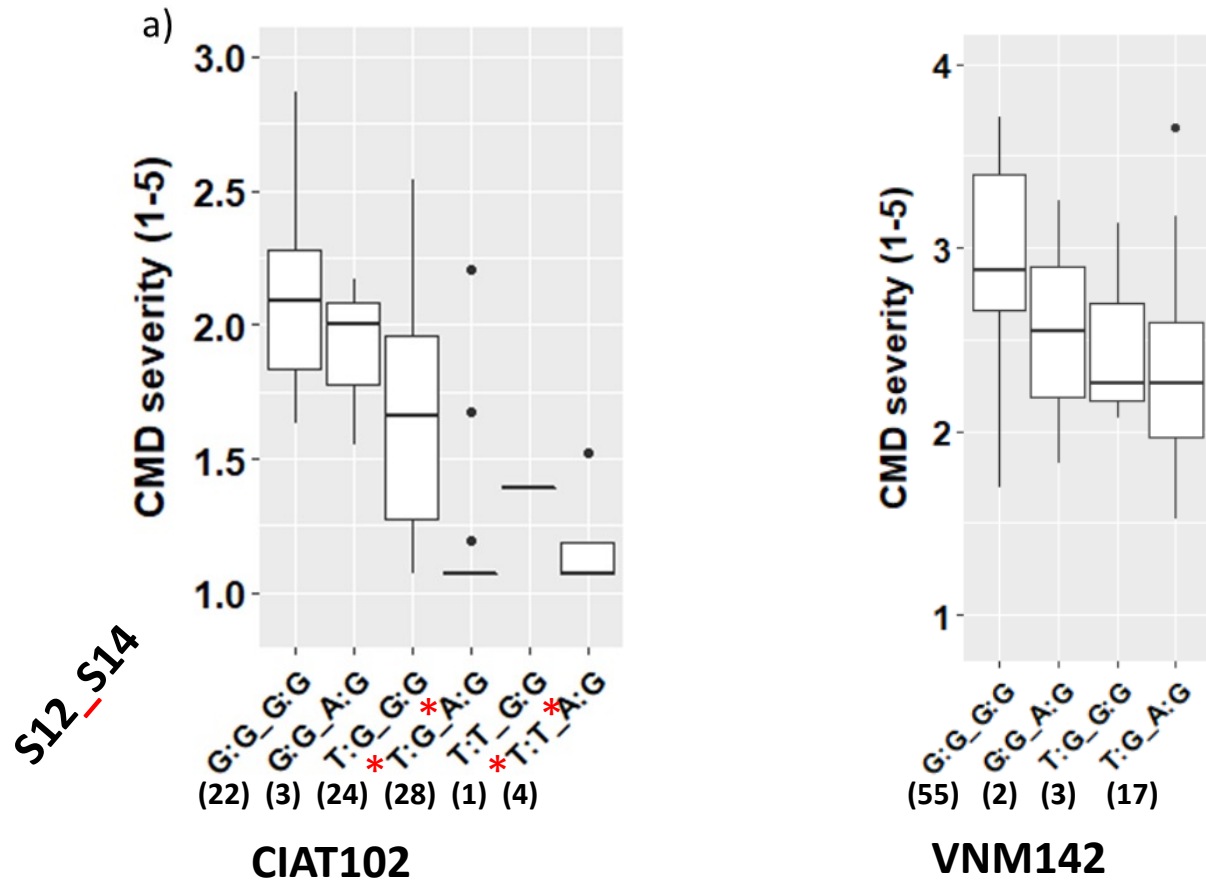 a)
CMD severity (1-5)
3.0
2.5
2.0
1.5
1.0
S12_S14
G:G_G:G
G:G_A:G
T:G_G:G
*T:G_A:G*
T:T_G:G
*T:T_A:G*
(22) (3) (24) (28) (1) (4)
CIAT102
CMD severity (1-5)
4
3
2
1
G:G_G:G
G:G_A:G
T:G_G:G
T:G_A:G
(55) (2) (3) (17)
VNM142